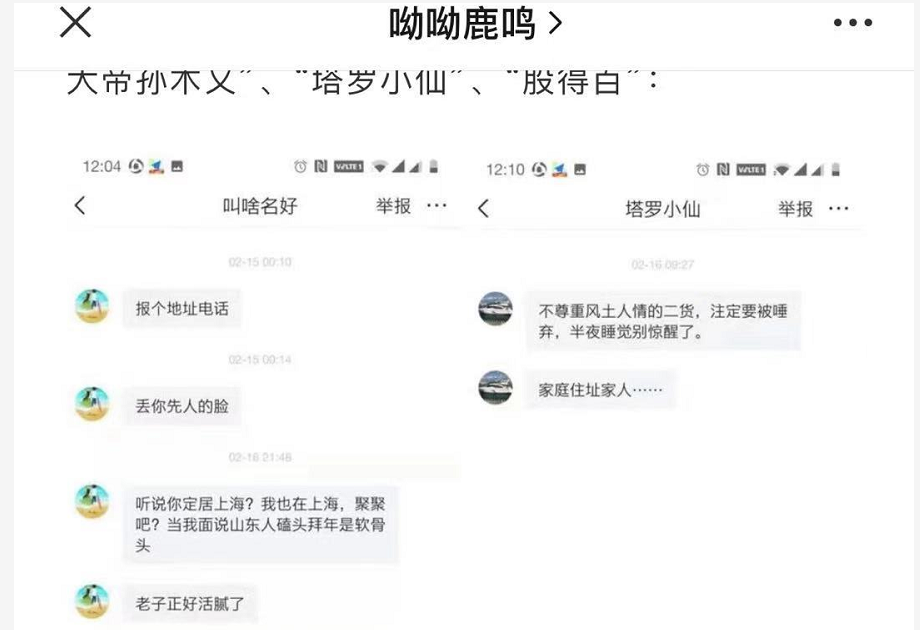 呦呦鹿鸣
大帝孙木又”、“塔罗小仙”、“股得百”：
12:04
VoLTE1
叫啥名好
举报
02-15 00:10
报个地址电话
02-15 00:14
丢你先人的脸
02-16 21:46
听说你定居上海？我也在上海，聚聚
吧？当我面说山东人磕头拜年是软骨
头
老子正好活腻了
12:10
VoLTE1
塔罗小仙
举报
02-16 09:27
不尊重风土人情的二货，注定要被唾
弃，半夜睡觉别惊醒了。
家庭住址家人……